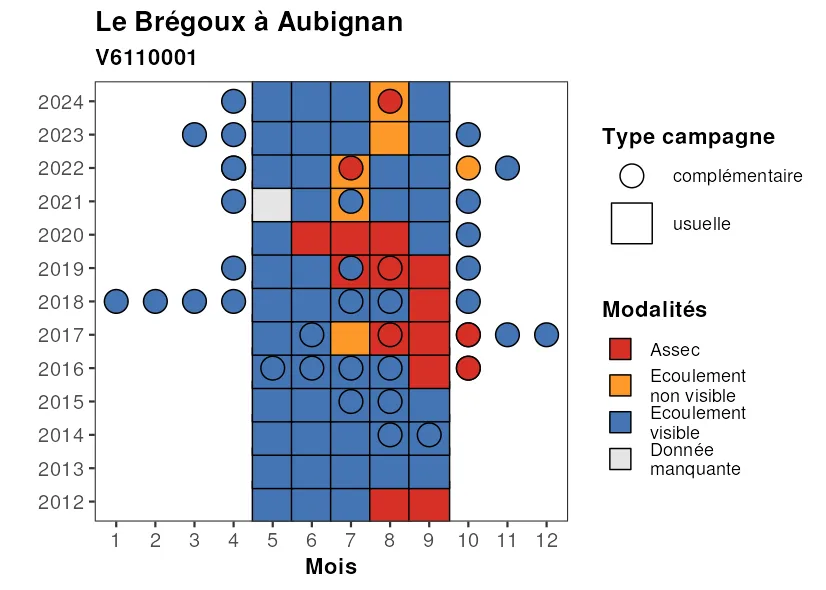 Le Brégoux à Aubignan
V6110001
2024
2023
2022
2021
2020
2019
2018
2017
2016
2015
2014
2013
2012
1 2 3 4 5 6 7 8 9 10 11 12
Mois
Type campagne
complémentaire
usuelle
Modalités
Assec
Ecoulement
non visible
Ecoulement
visible
Donnée
manquante